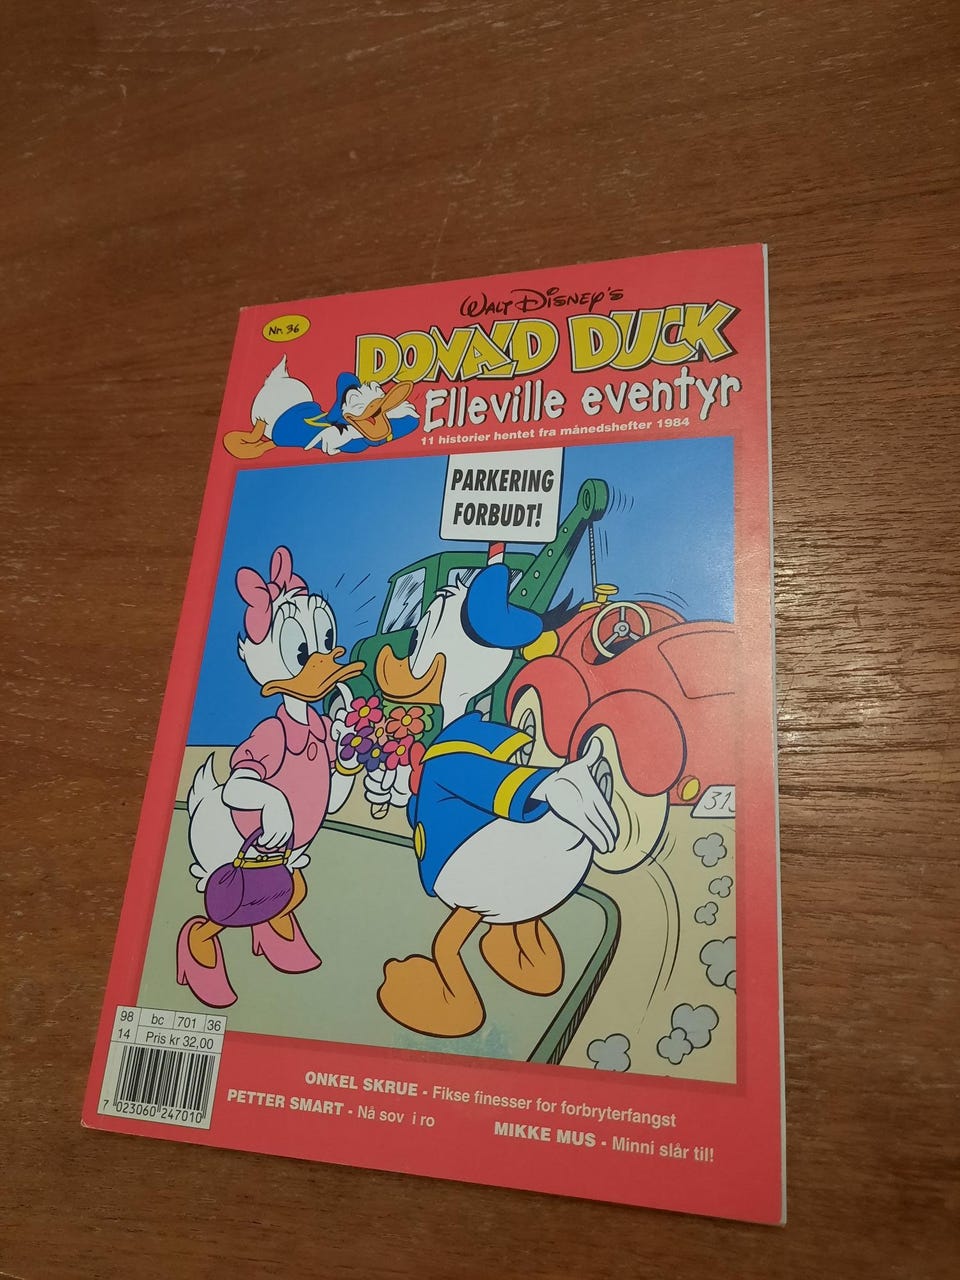 Nr. 36
WALT DISNEY'S
DONALD DUCK
Elleville eventyr
11 historier hentet fra månedshefter 1984
PARKERING
FORBUDT!
98 bc 701 36
14 Pris kr 32,00
7 023060 247010
ONKEL SKRUE - Fikse finesser for forbryterfangst
PETTER SMART - Nå sov i ro
MIKKE MUS - Minni slår til!